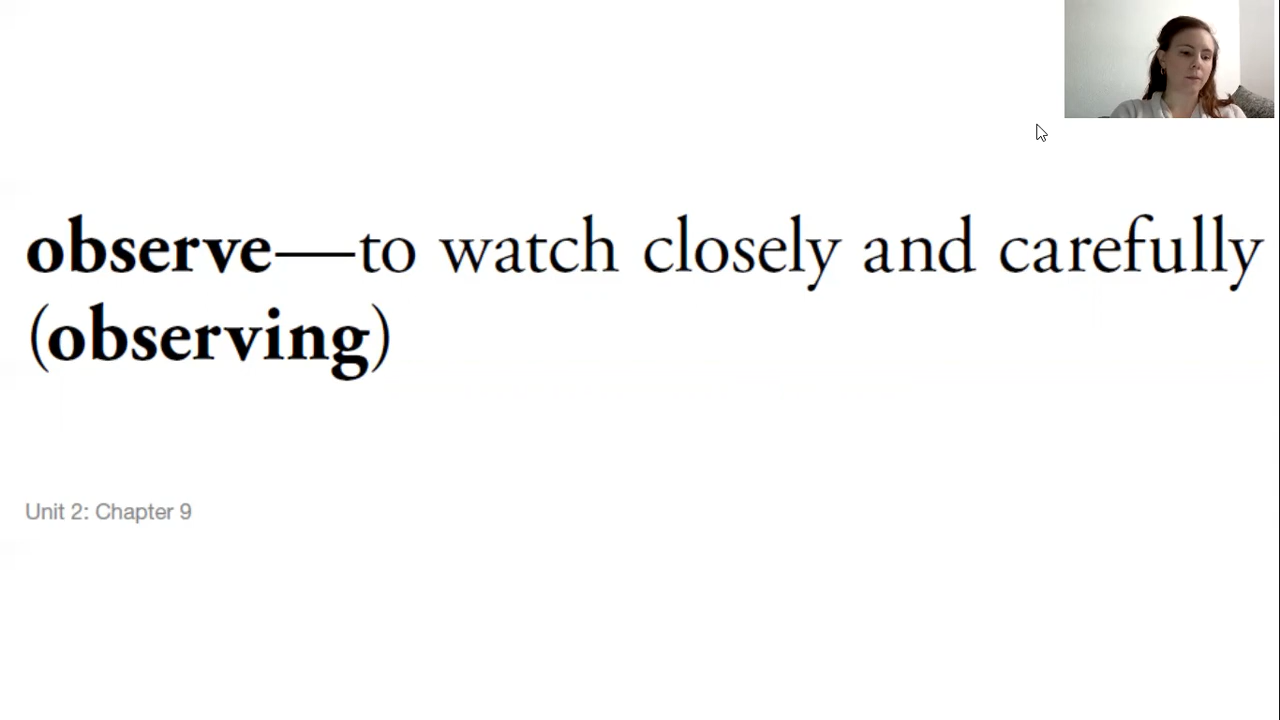 observe—to watch closely and carefully
(observing)
Unit 2: Chapter 9